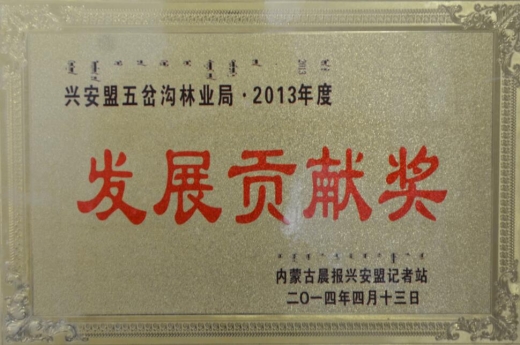 兴安盟五岔沟林业局·2013年度
发展贡献奖
内蒙古晨报兴安盟记者站
二〇一四年四月十三日